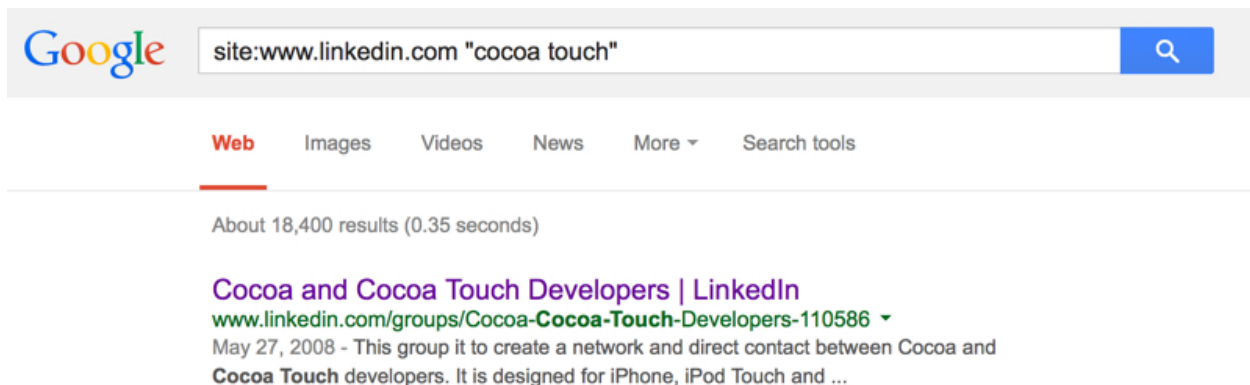 Google site:www.linkedin.com "cocoa touch"
Web Images Videos News More Search tools
About 18,400 results (0.35 seconds)
Cocoa and Cocoa Touch Developers | LinkedIn
www.linkedin.com/groups/Cocoa-Cocoa-Touch-Developers-110586
May 27, 2008 - This group it to create a network and direct contact between Cocoa and
Cocoa Touch developers. It is designed for iPhone, iPod Touch and ...